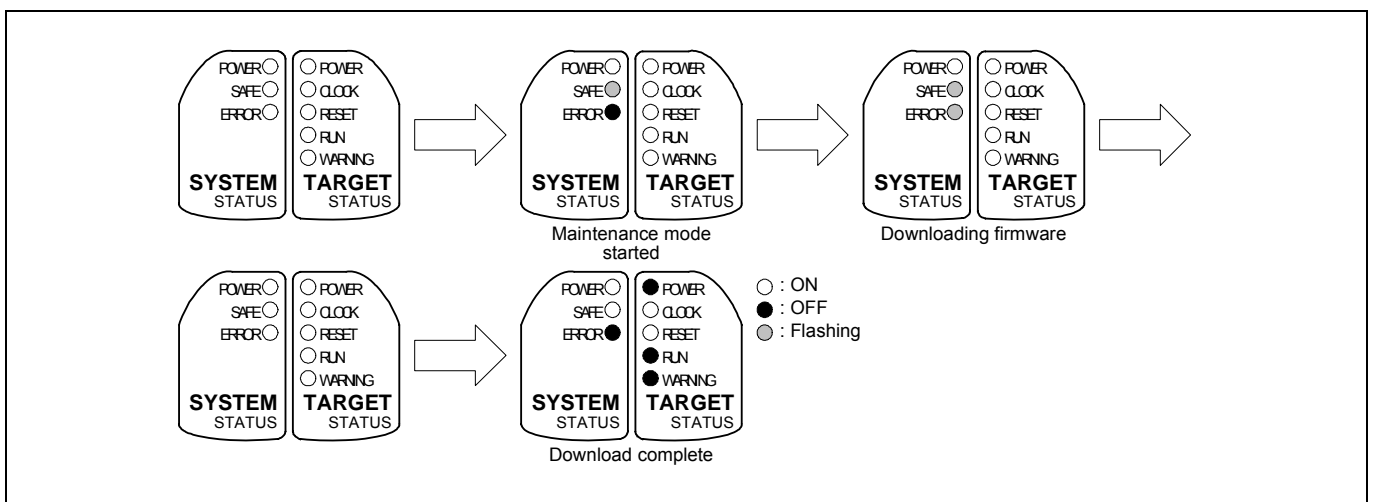 POWER
SAFE
ERROR
SYSTEM
STATUS
POWER
CLOCK
RESET
RUN
WARNING
TARGET
STATUS
POWER
SAFE
ERROR
SYSTEM
STATUS
POWER
CLOCK
RESET
RUN
WARNING
TARGET
STATUS
Maintenance mode
started
POWER
SAFE
ERROR
SYSTEM
STATUS
POWER
CLOCK
RESET
RUN
WARNING
TARGET
STATUS
Downloading firmware
POWER
SAFE
ERROR
SYSTEM
STATUS
POWER
CLOCK
RESET
RUN
WARNING
TARGET
STATUS
POWER
SAFE
ERROR
SYSTEM
STATUS
POWER
CLOCK
RESET
RUN
WARNING
TARGET
STATUS
Download complete
: ON
: OFF
: Flashing